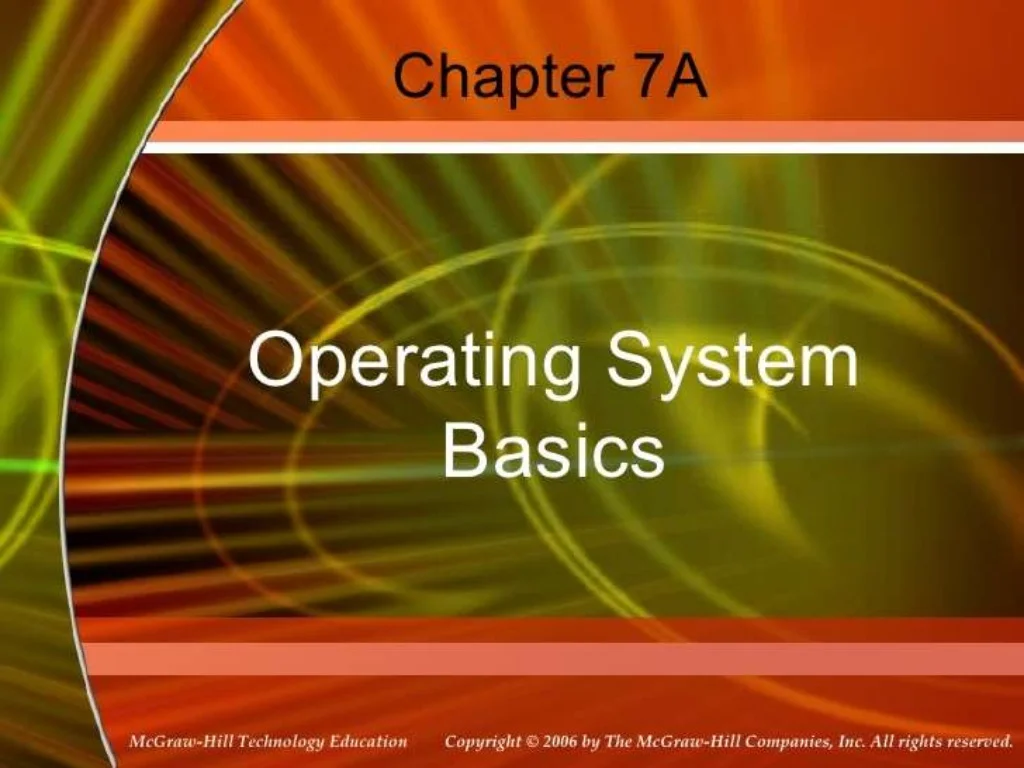 Chapter 7A
Operating System
Basics
McGraw-Hill Technology Education Copyright © 2006 by The McGraw-Hill Companies, Inc. All rights reserved.